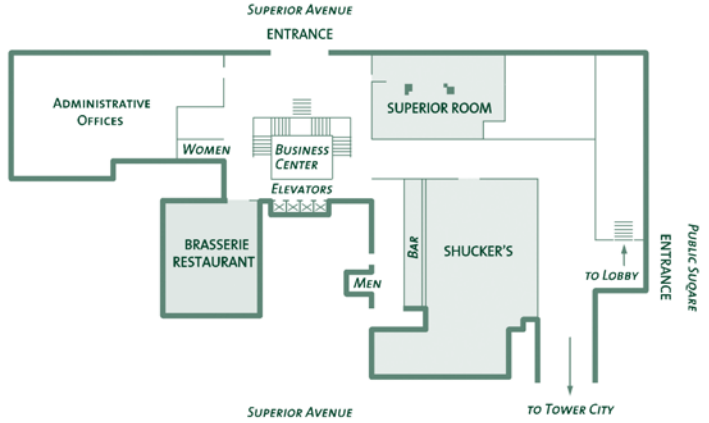 SUPERIOR AVENUE
ENTRANCE
ADMINISTRATIVE
OFFICES
SUPERIOR ROOM
WOMEN
BUSINESS
CENTER
ELEVATORS
BRASSERIE
RESTAURANT
BAR
SHUCKER'S
MEN
TO LOBBY
ENTRANCE
PUBLIC SUQARE
SUPERIOR AVENUE
TO TOWER CITY